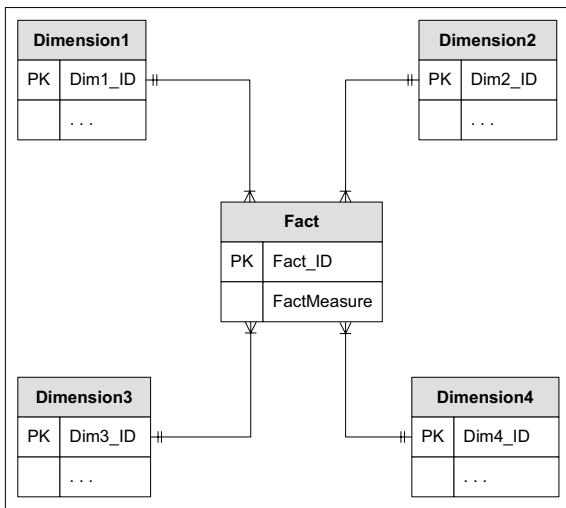 Dimension1
PK Dim1_ID
. . .
Dimension2
PK Dim2_ID
. . .
Fact
PK Fact_ID
FactMeasure
Dimension3
PK Dim3_ID
. . .
Dimension4
PK Dim4_ID
. . .